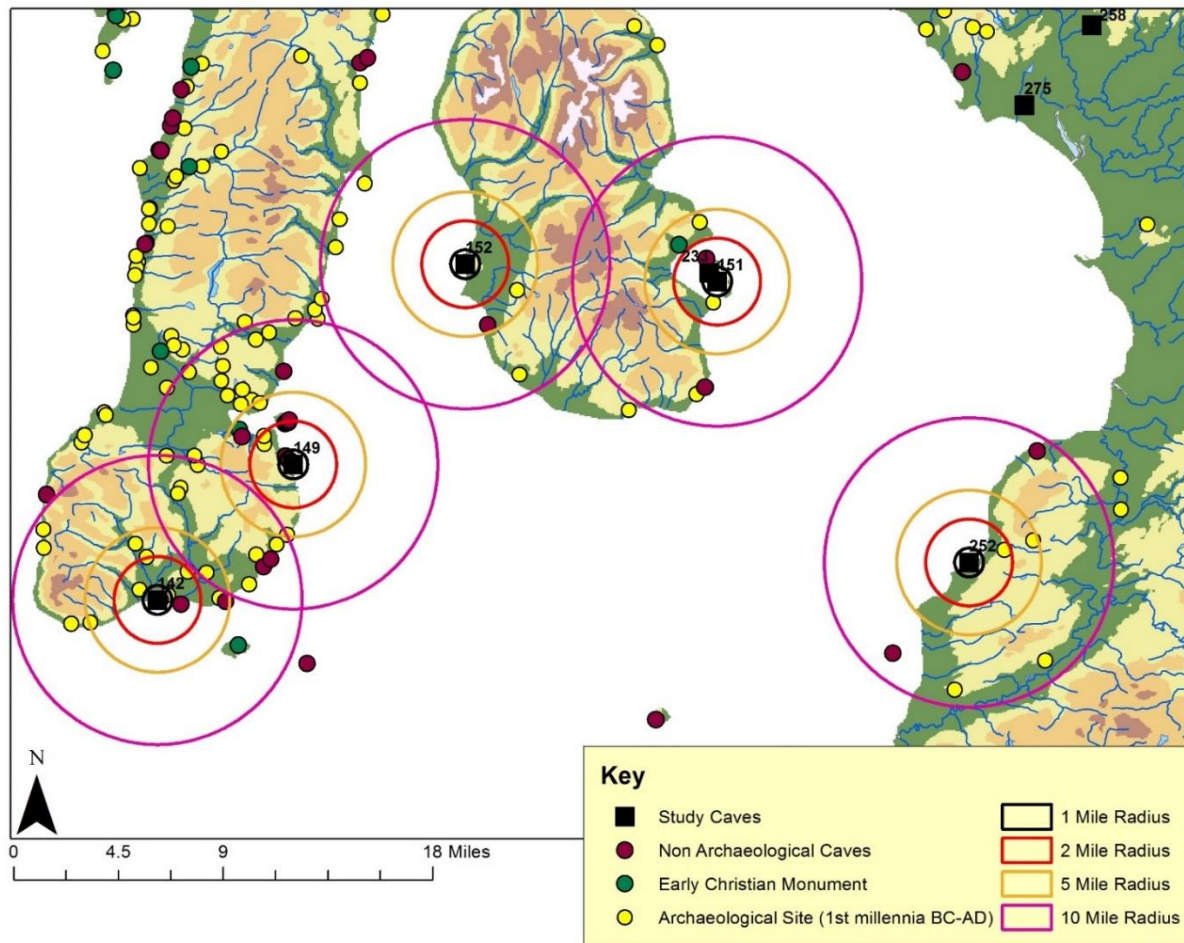 258
275
152
234
151
149
252
142
N
0 4.5 9 18 Miles
Key
Study Caves
Non Archaeological Caves
Early Christian Monument
Archaeological Site (1st millennia BC-AD)
1 Mile Radius
2 Mile Radius
5 Mile Radius
10 Mile Radius